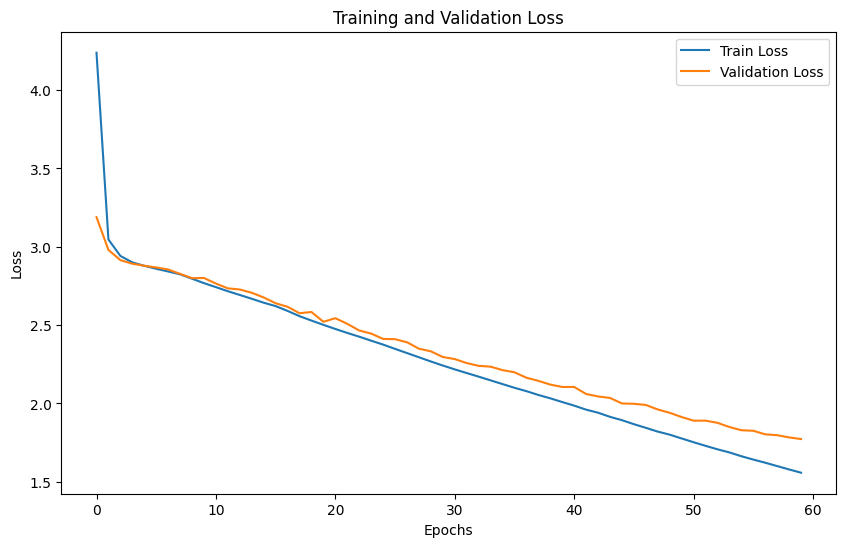 Training and Validation Loss
Train Loss
Validation Loss
Loss
4.0
3.5
3.0
2.5
2.0
1.5
0 10 20 30 40 50 60
Epochs